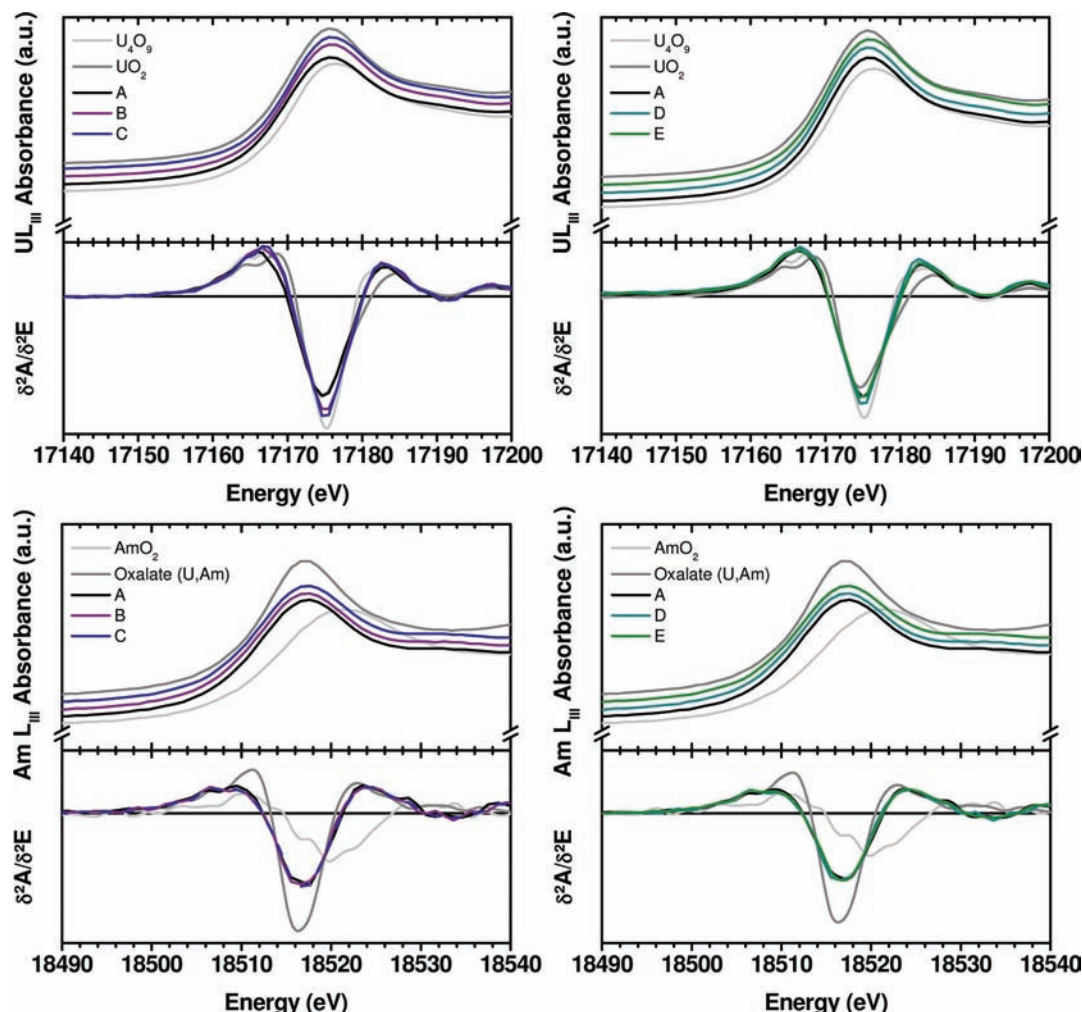 UL_III Absorbance (a.u.)
U₄O₉
UO₂
A
B
C
δ²A/δ²E
17140 17150 17160 17170 17180 17190 17200
Energy (eV)
UL_III Absorbance (a.u.)
U₄O₉
UO₂
A
D
E
δ²A/δ²E
17140 17150 17160 17170 17180 17190 17200
Energy (eV)
Am L_III Absorbance (a.u.)
AmO₂
Oxalate (U,Am)
A
B
C
δ²A/δ²E
18490 18500 18510 18520 18530 18540
Energy (eV)
Am L_III Absorbance (a.u.)
AmO₂
Oxalate (U,Am)
A
D
E
δ²A/δ²E
18490 18500 18510 18520 18530 18540
Energy (eV)